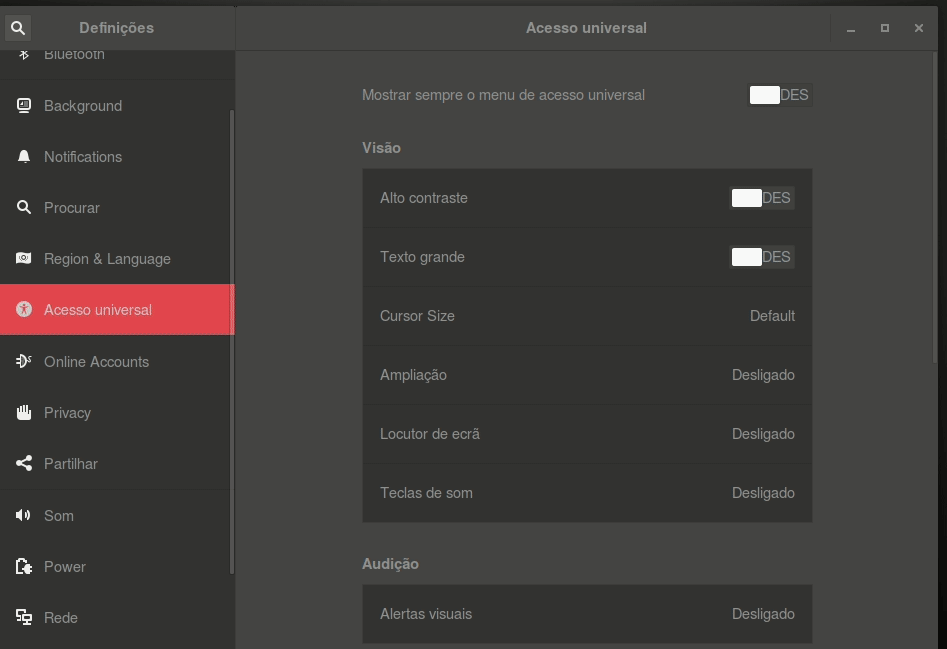 Definições
Acesso universal
Bluetooth
Background
Notifications
Procurar
Region & Language
Acesso universal
Online Accounts
Privacy
Partilhar
Som
Power
Rede
Mostrar sempre o menu de acesso universal DES
Visão
Alto contraste DES
Texto grande DES
Cursor Size Default
Ampliação Desligado
Locutor de ecrã Desligado
Teclas de som Desligado
Audição
Alertas visuais Desligado